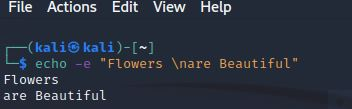 File Actions Edit View Help
┌──(kali㉿kali)-[~]
└─$ echo -e "Flowers \nare Beautiful"
Flowers
are Beautiful